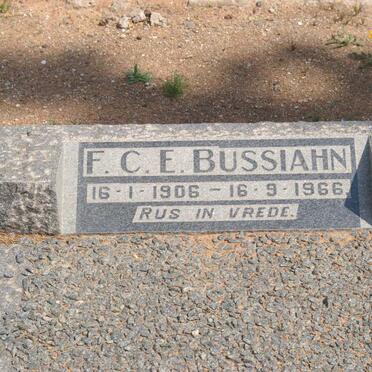 F. C. E. BUSSIAHN
16-1-1906 - 16-9-1966.
RUS IN VREDE.